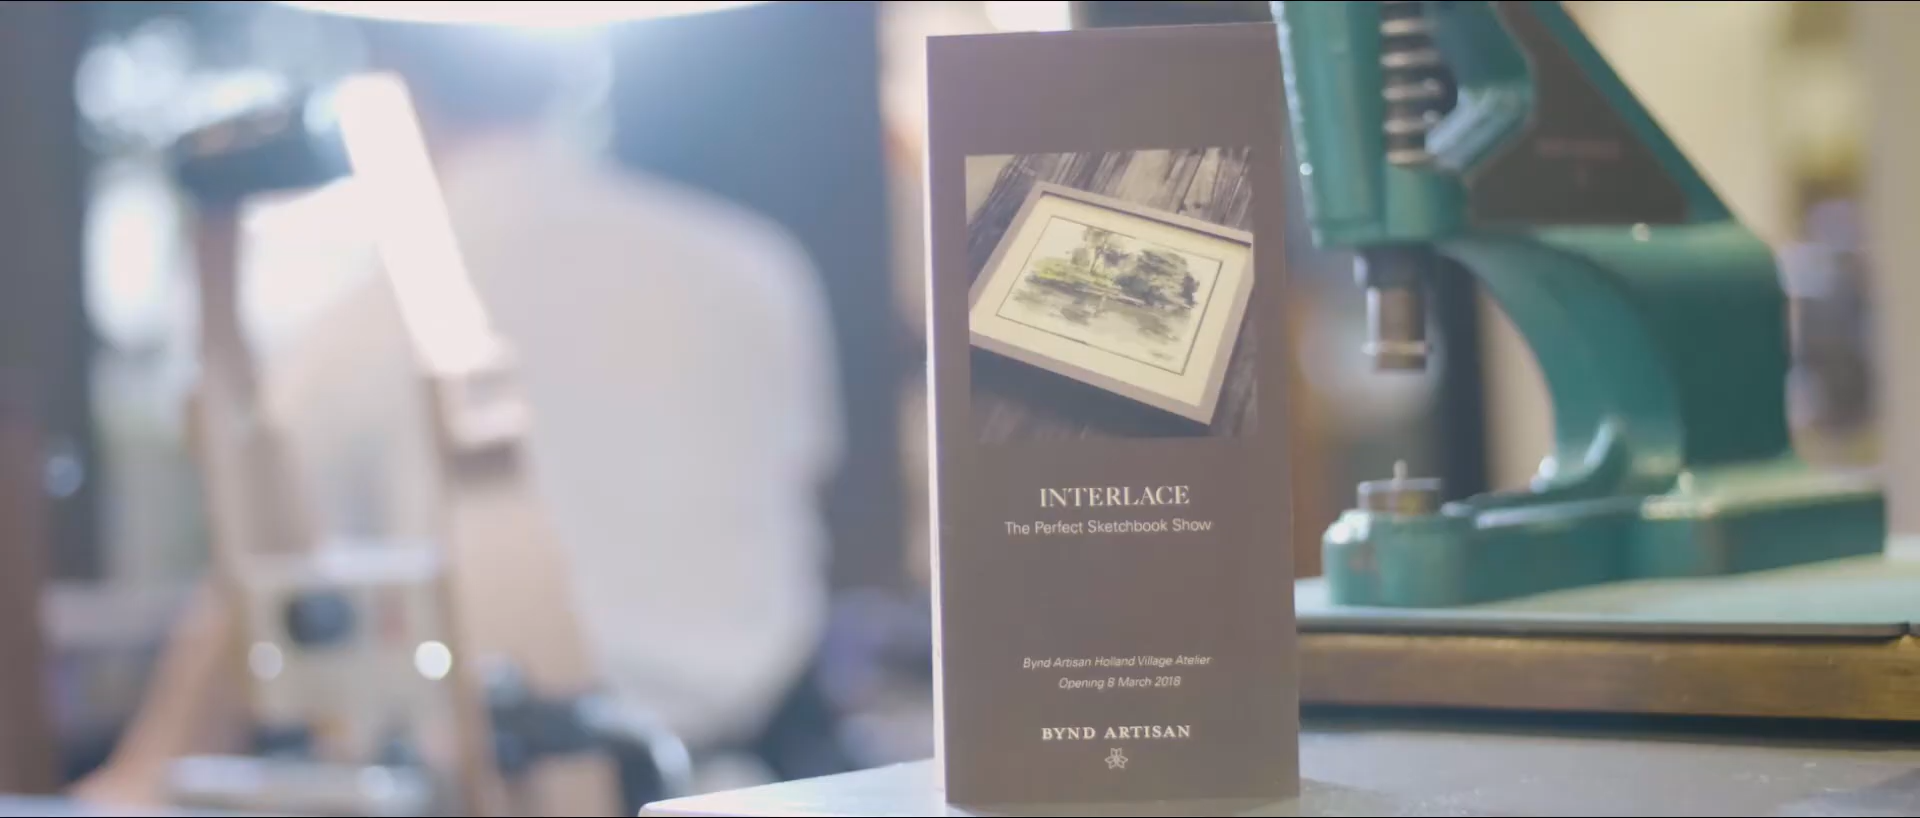 INTERLACE
The Perfect Sketchbook Show
Bynd Artisan Holland Village Atelier
Opening 8 March 2018
BYND ARTISAN